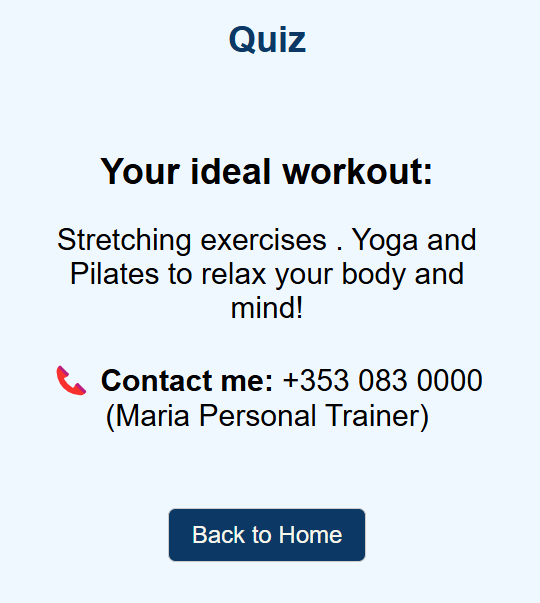 Quiz
Your ideal workout:
Stretching exercises . Yoga and
Pilates to relax your body and
mind!
Contact me: +353 083 0000
(Maria Personal Trainer)
Back to Home